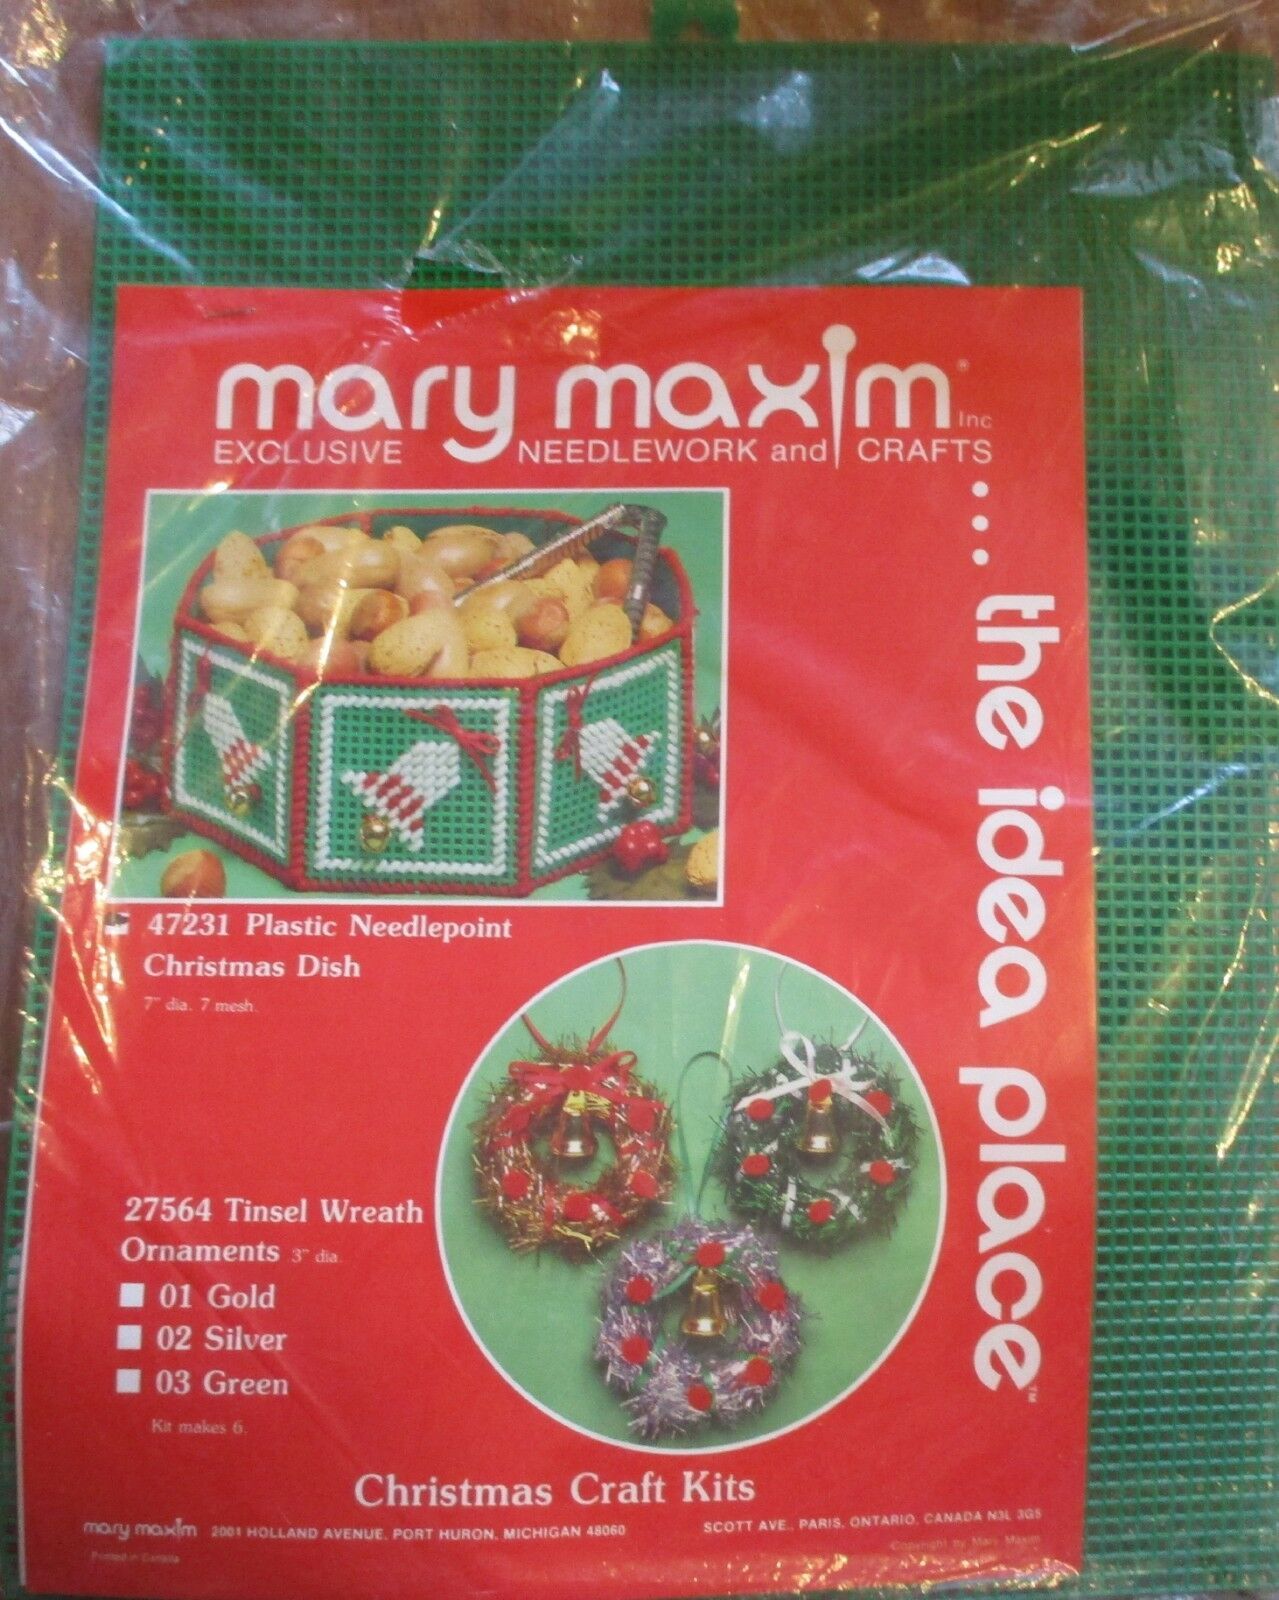 mary maxim® Inc
EXCLUSIVE NEEDLEWORK and CRAFTS
... the idea place™
47231 Plastic Needlepoint
Christmas Dish
7" dia. 7 mesh.
27564 Tinsel Wreath
Ornaments 3" dia.
01 Gold
02 Silver
03 Green
Kit makes 6.
Christmas Craft Kits
mary maxim 2001 HOLLAND AVENUE, PORT HURON, MICHIGAN 48060
SCOTT AVE., PARIS, ONTARIO, CANADA N3L 3G5
Printed in Canada
Copyright by Mary Maxim